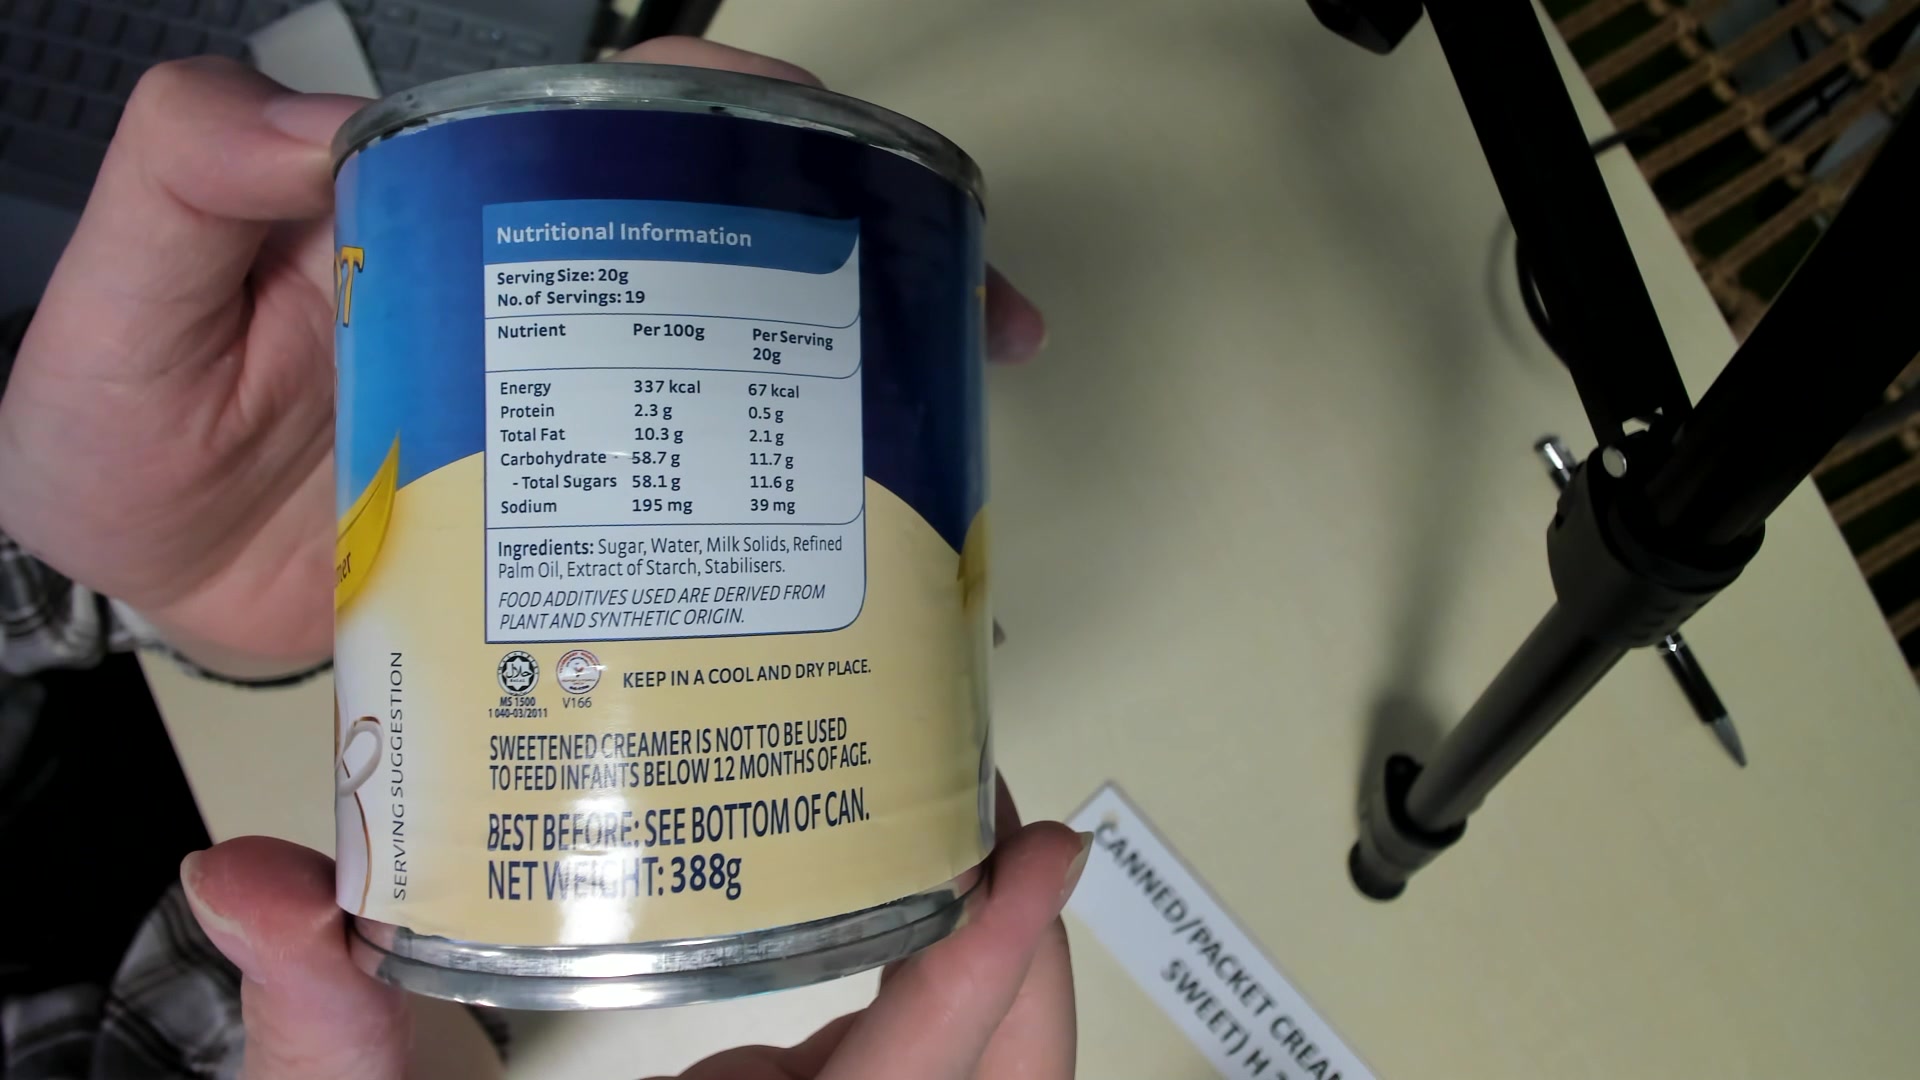 Nutritional Information
Serving Size: 20g
No. of Servings: 19
Nutrient Per 100g Per Serving 20g
Energy 337 kcal 67 kcal
Protein 2.3 g 0.5 g
Total Fat 10.3 g 2.1 g
Carbohydrate 58.7 g 11.7 g
- Total Sugars 58.1 g 11.6 g
Sodium 195 mg 39 mg
Ingredients: Sugar, Water, Milk Solids, Refined
Palm Oil, Extract of Starch, Stabilisers.
FOOD ADDITIVES USED ARE DERIVED FROM
PLANT AND SYNTHETIC ORIGIN.
MS 1500
1 040-03/2011
V166
KEEP IN A COOL AND DRY PLACE.
SWEETENED CREAMER IS NOT TO BE USED
TO FEED INFANTS BELOW 12 MONTHS OF AGE.
BEST BEFORE: SEE BOTTOM OF CAN.
NET WEIGHT: 388g
SERVING SUGGESTION
CANNED/PACKET
SWEET) H